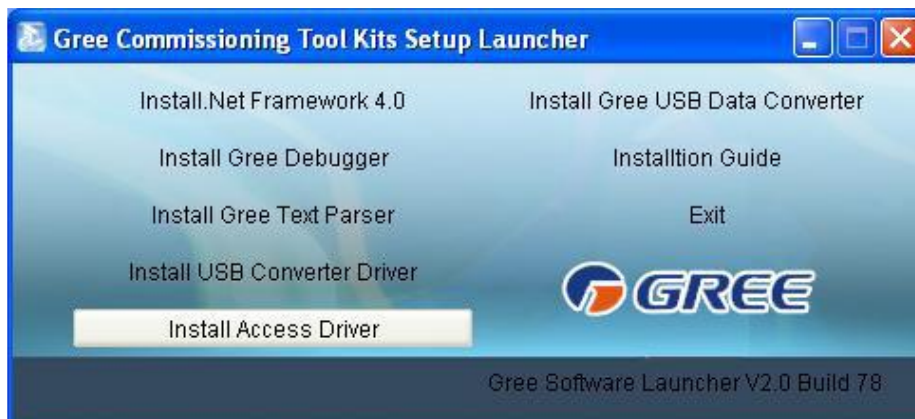 Gree Commissioning Tool Kits Setup Launcher
Install.Net Framework 4.0
Install Gree USB Data Converter
Install Gree Debugger
Installtion Guide
Install Gree Text Parser
Exit
Install USB Converter Driver
GREE
Install Access Driver
Gree Software Launcher V2.0 Build 78